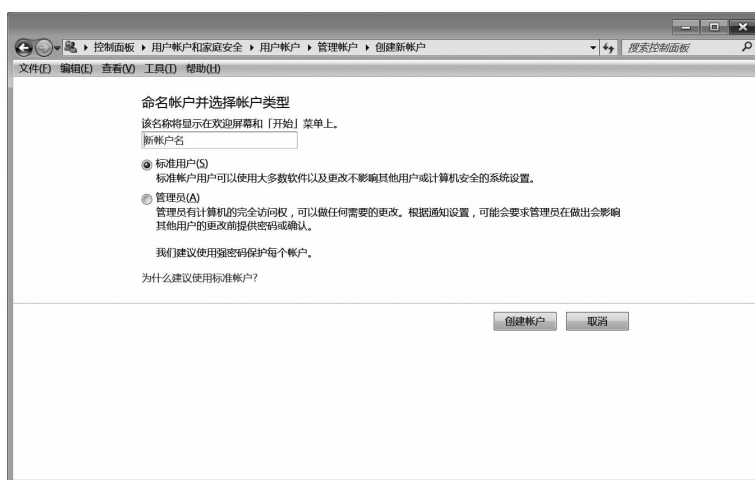 控制面板 ▸ 用户帐户和家庭安全 ▸ 用户帐户 ▸ 管理帐户 ▸ 创建新帐户
搜索控制面板
文件(F) 编辑(E) 查看(V) 工具(T) 帮助(H)
命名帐户并选择帐户类型
该名称将显示在欢迎屏幕和「开始」菜单上。
新帐户名
标准用户(S)
标准帐户用户可以使用大多数软件以及更改不影响其他用户或计算机安全的系统设置。
管理员(A)
管理员有计算机的完全访问权，可以做任何需要的更改。根据通知设置，可能会要求管理员在做出会影响
其他用户的更改前提供密码或确认。
我们建议使用强密码保护每个帐户。
为什么建议使用标准帐户?
创建帐户 取消